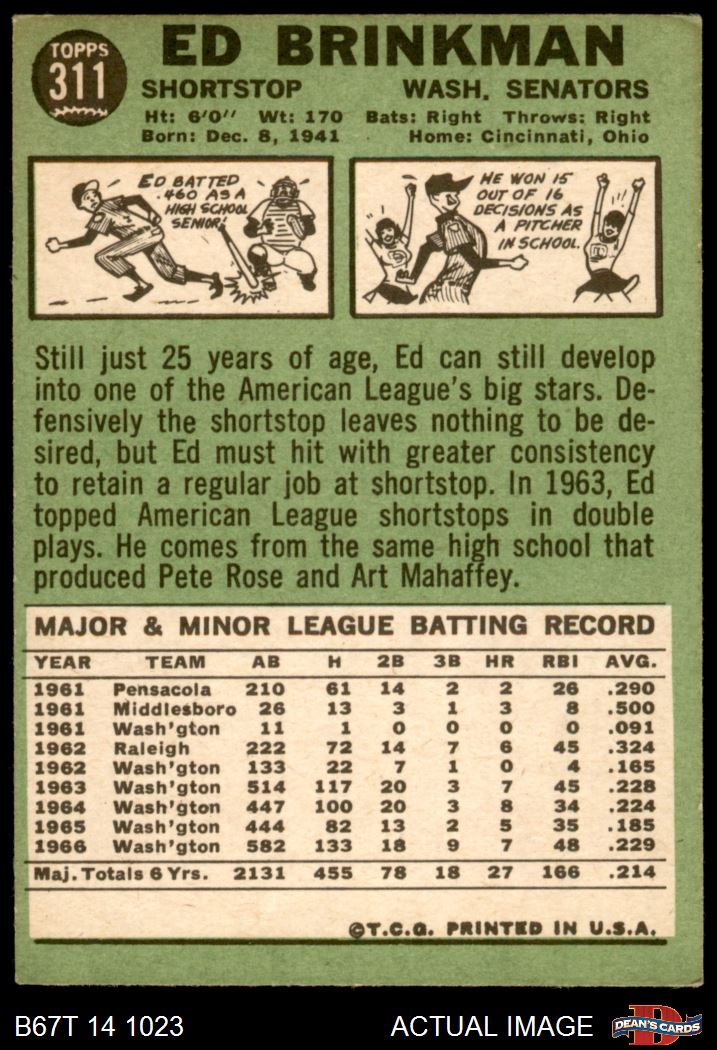 TOPPS
311
ED BRINKMAN
SHORTSTOP WASH. SENATORS
Ht: 6'0" Wt: 170 Bats: Right Throws: Right
Born: Dec. 8, 1941 Home: Cincinnati, Ohio
ED BATTED
.460 AS A
HIGH SCHOOL
SENIOR!
HE WON 15
OUT OF 16
DECISIONS AS
A PITCHER
IN SCHOOL.
Still just 25 years of age, Ed can still develop
into one of the American League's big stars. De-
fensively the shortstop leaves nothing to be de-
sired, but Ed must hit with greater consistency
to retain a regular job at shortstop. In 1963, Ed
topped American League shortstops in double
plays. He comes from the same high school that
produced Pete Rose and Art Mahaffey.
MAJOR & MINOR LEAGUE BATTING RECORD
YEAR TEAM AB H 2B 3B HR RBI AVG.
1961 Pensacola 210 61 14 2 2 26 .290
1961 Middlesboro 26 13 3 1 3 8 .500
1961 Wash'gton 11 1 0 0 0 0 .091
1962 Raleigh 222 72 14 7 6 45 .324
1962 Wash'gton 133 22 7 1 0 4 .165
1963 Wash'gton 514 117 20 3 7 45 .228
1964 Wash'gton 447 100 20 3 8 34 .224
1965 Wash'gton 444 82 13 2 5 35 .185
1966 Wash'gton 582 133 18 9 7 48 .229
Maj. Totals 6 Yrs. 2131 455 78 18 27 166 .214
©T.C.G. PRINTED IN U.S.A.
B67T 14 1023 ACTUAL IMAGE
D
DEAN'S CARDS